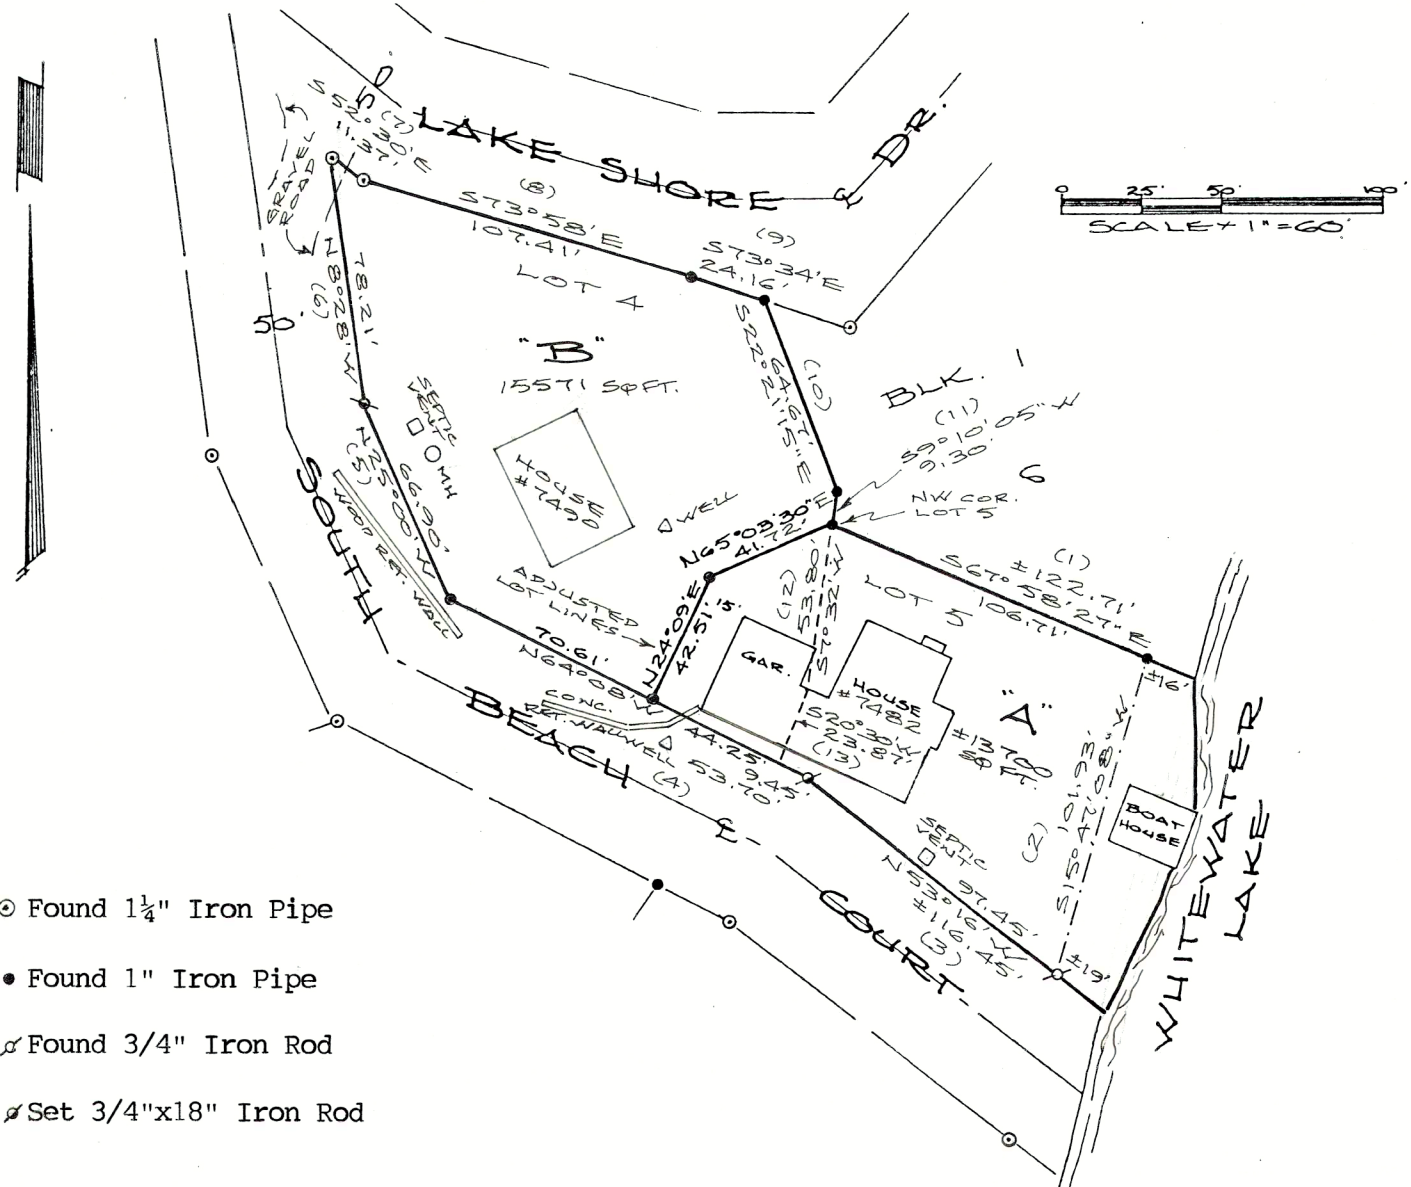 50'
LAKE SHORE DR.
℄
S52°30'E
(7)
11.37'
GRAVEL
ROAD
(8)
S73°58'E
107.41'
(9)
S73°34'E
24.16'
0 25' 50' 100'
SCALE 1"=60'
LOT 4
"B"
15571 SQ FT.
78.21'
N8°28'W
(6)
50'
S22°21'15"E
64.67'
(10)
BLK. 1
(11)
S9°10'05"W
9.30'
6
NW COR.
LOT 5
SEPTIC
VENT
MH
66.90'
N25°00'W
(5)
WOOD RET. WALL
HOUSE
#7490
WELL
N65°03'30"E
41.72'
ADJUSTED
LOT LINES
N24°09'E
42.51'
15'
(12)
53.80'
S7°32'W
LOT 5
(1)
±122.71'
S67°58'27"E
106.71'
±16'
70.61'
N64°08'W
GAR.
HOUSE
#7482
S20°30'W
23.87'
(13)
"A"
±13700
SQ FT.
CONC.
RET. WALL
WELL
44.25'
9.45'
53.70'
(4)
SOUTH
BEACH
℄
COURT
SEPTIC
VENT
97.45'
N53°16'W
±116.45'
(3)
(2)
101.93'
S15°47'08"W
BOAT
HOUSE
±19'
WHITEWATER
LAKE
Found 1¼" Iron Pipe
Found 1" Iron Pipe
Found 3/4" Iron Rod
Set 3/4"x18" Iron Rod